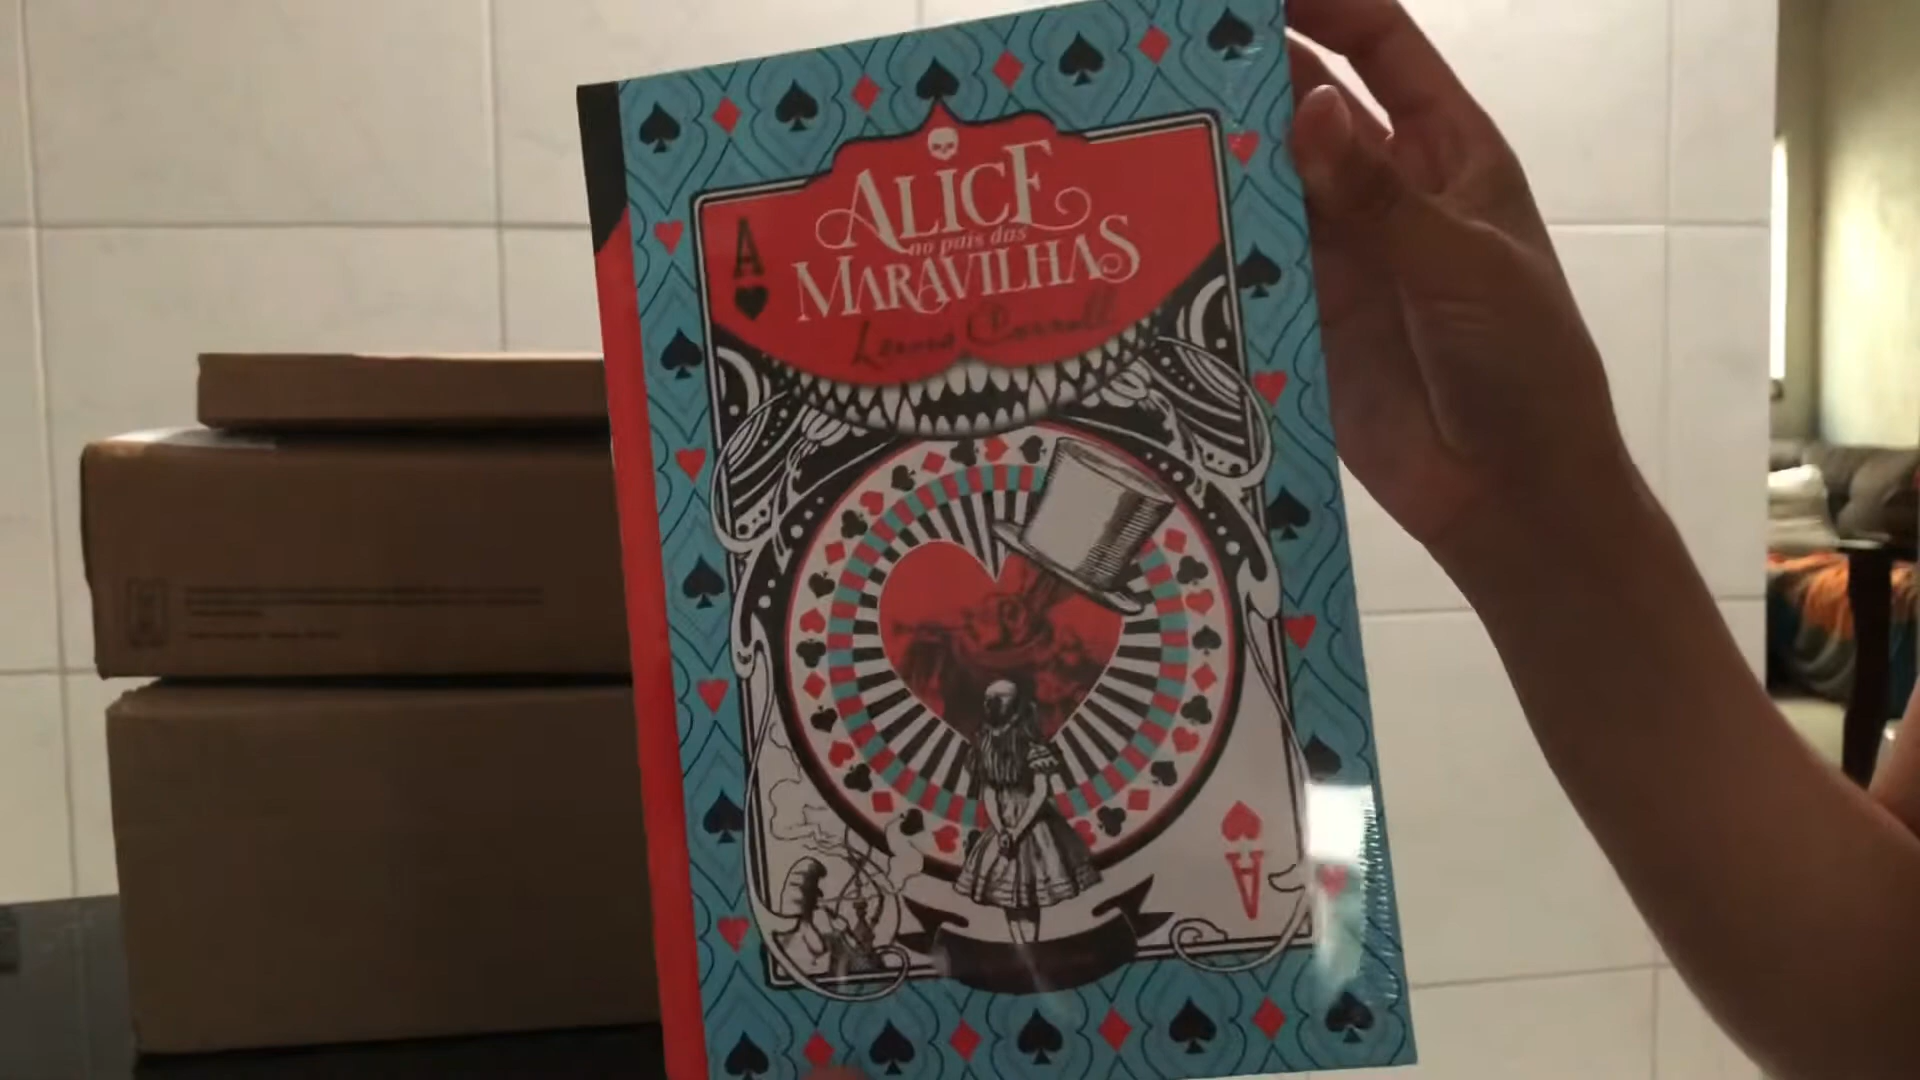 A
ALICE
no país das
MARAVILHAS
Lewis Carroll
A